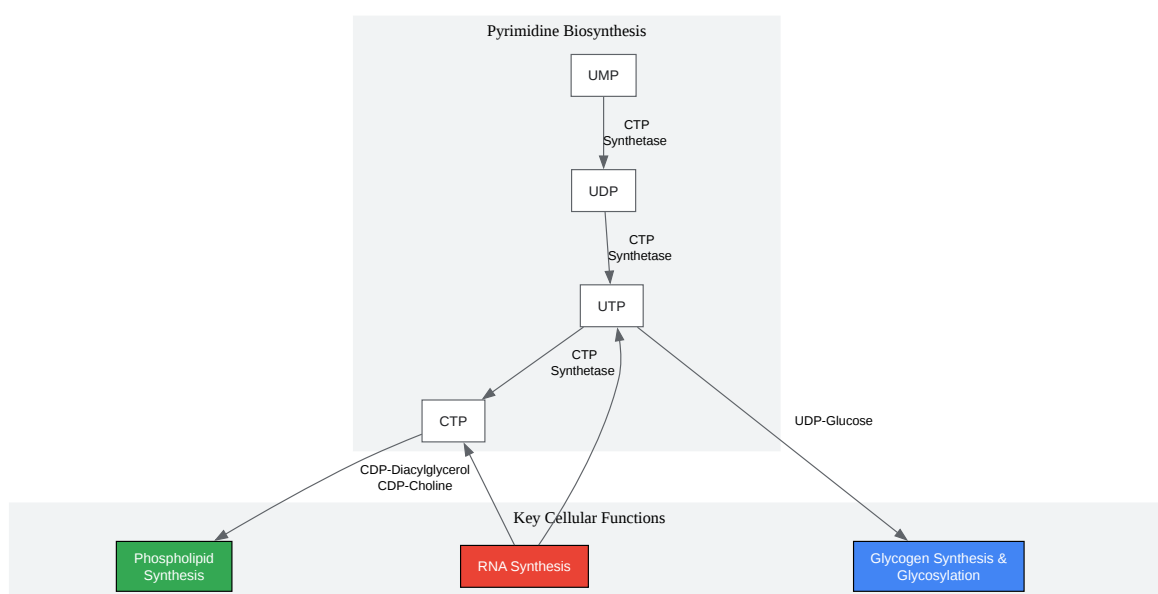 Pyrimidine Biosynthesis
UMP
CTP
Synthetase
UDP
CTP
Synthetase
UTP
CTP
Synthetase
CTP
UDP-Glucose
CDP-Diacylglycerol
CDP-Choline
Key Cellular Functions
Phospholipid
Synthesis
RNA Synthesis
Glycogen Synthesis &
Glycosylation